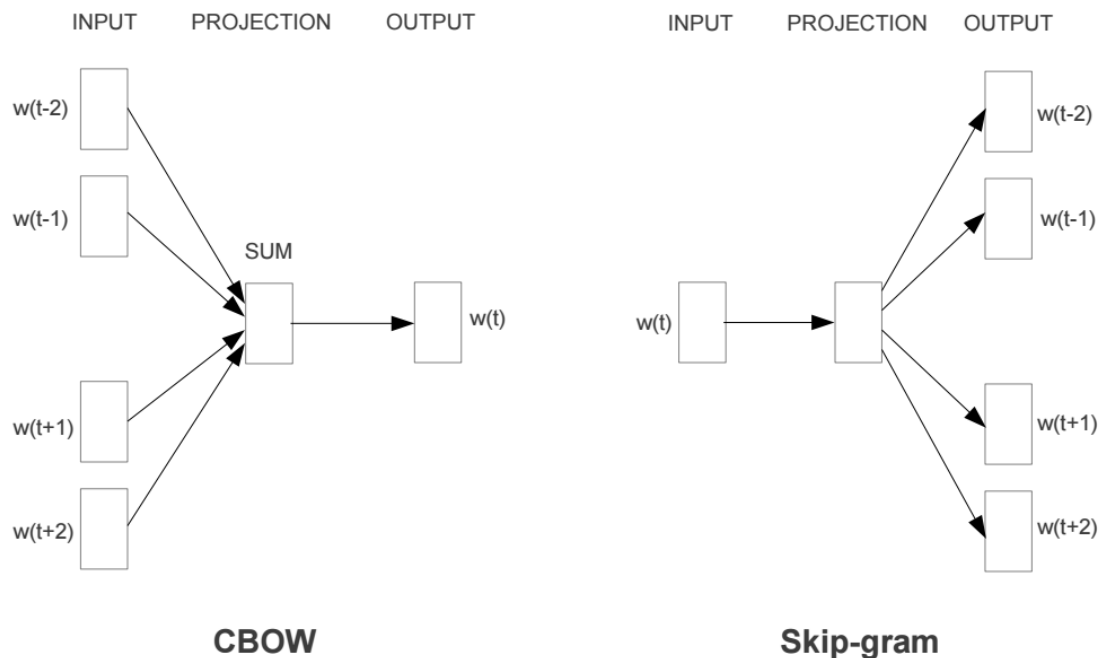 INPUT PROJECTION OUTPUT
w(t-2)
w(t-1)
SUM
w(t)
w(t+1)
w(t+2)
CBOW
INPUT PROJECTION OUTPUT
w(t-2)
w(t-1)
w(t)
w(t+1)
w(t+2)
Skip-gram